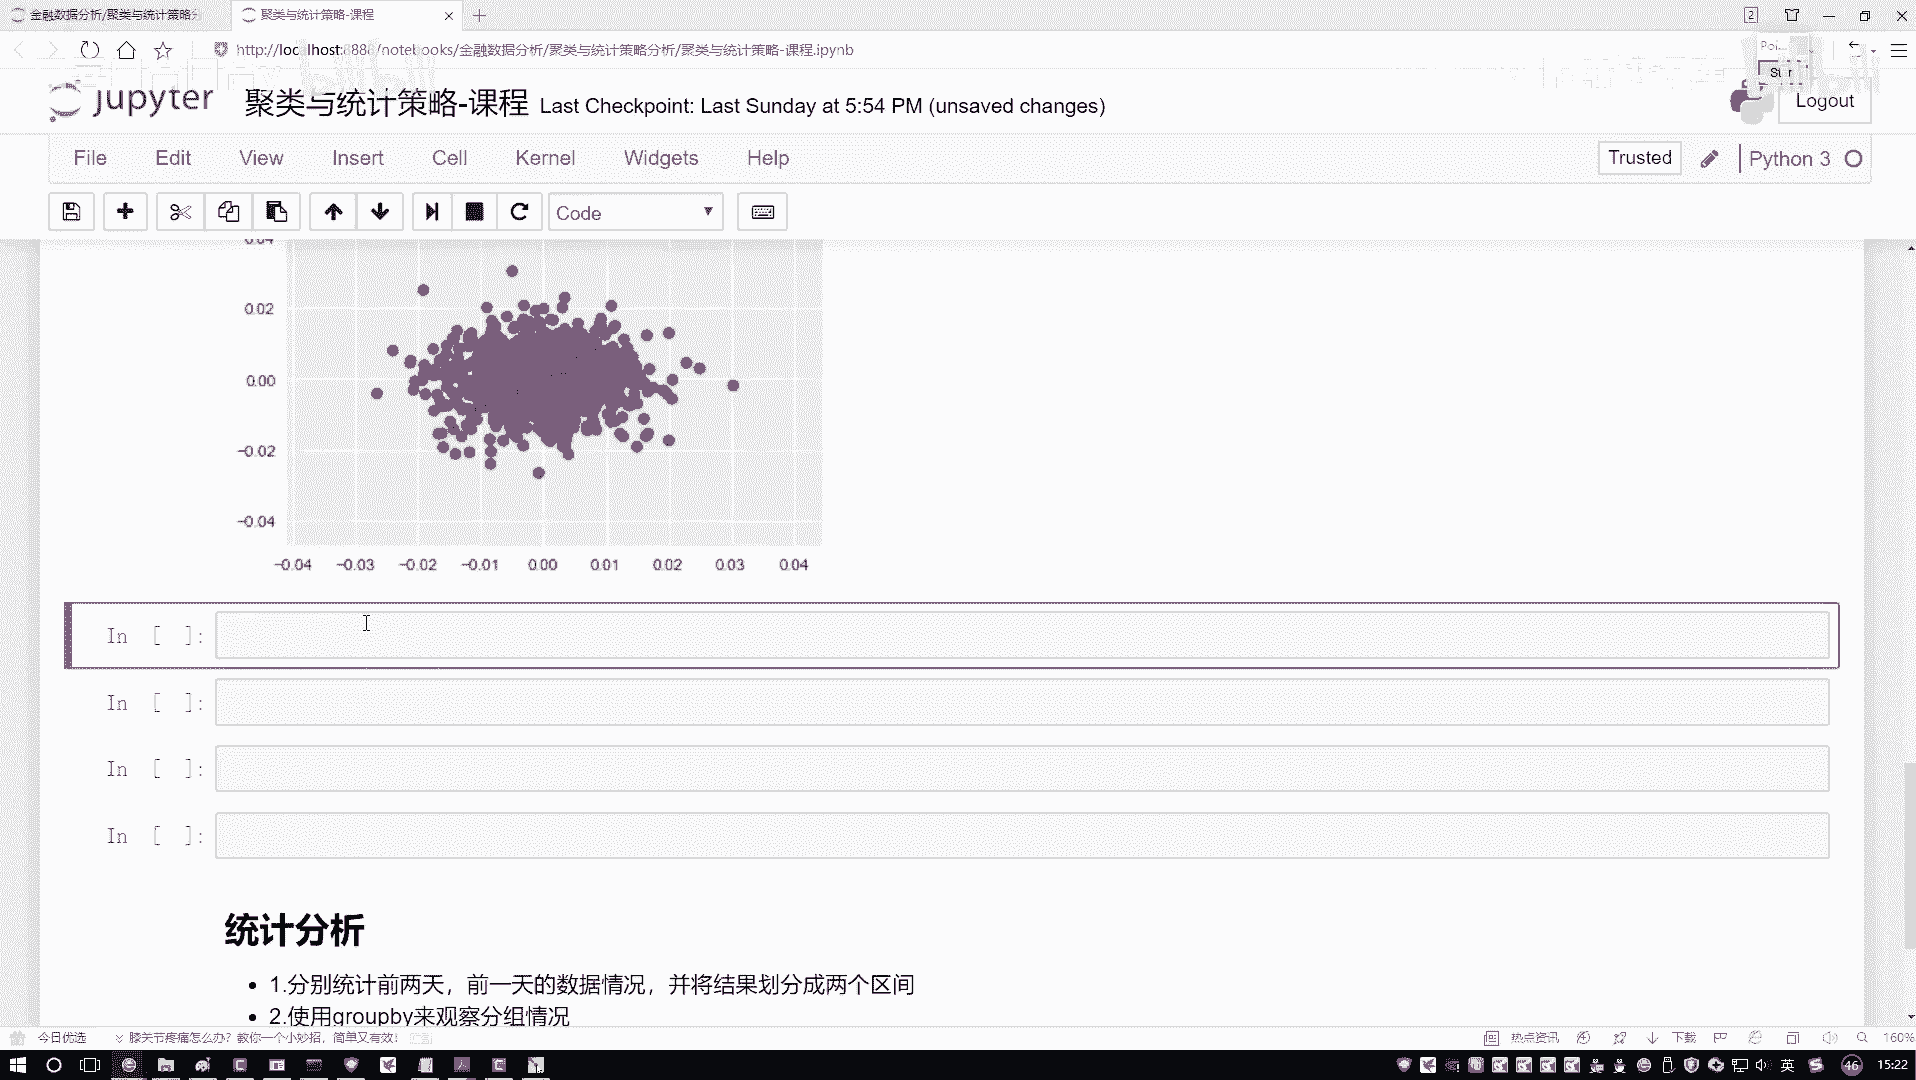 金融数据分析/聚类与统计策略分
聚类与统计策略-课程
2
http://localhost:8888/notebooks/金融数据分析/聚类与统计策略分析/聚类与统计策略-课程.ipynb
jupyter
聚类与统计策略-课程
Last Checkpoint: Last Sunday at 5:54 PM (unsaved changes)
Logout
File Edit View Insert Cell Kernel Widgets Help
Trusted
Python 3
Code
0.04
0.02
0.00
-0.02
-0.04
-0.04 -0.03 -0.02 -0.01 0.00 0.01 0.02 0.03 0.04
In [ ]:
In [ ]:
In [ ]:
In [ ]:
统计分析
1.分别统计前两天，前一天的数据情况，并将结果划分成两个区间
2.使用groupby来观察分组情况
今日优选
膝关节疼痛怎么办？教你一个小妙招，简单又有效!
热点资讯
下载
160%
英
46
15:22